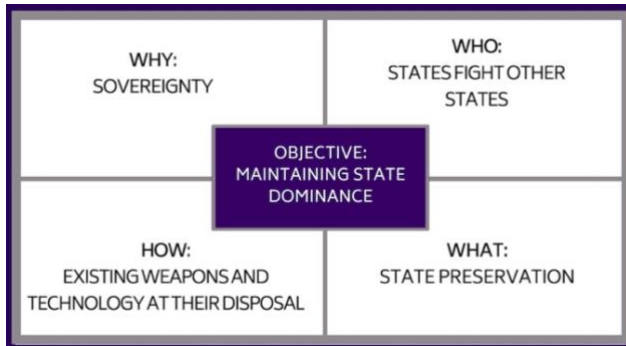 WHY:
SOVEREIGNTY
WHO:
STATES FIGHT OTHER
STATES
OBJECTIVE:
MAINTAINING STATE
DOMINANCE
HOW:
EXISTING WEAPONS AND
TECHNOLOGY AT THEIR DISPOSAL
WHAT:
STATE PRESERVATION